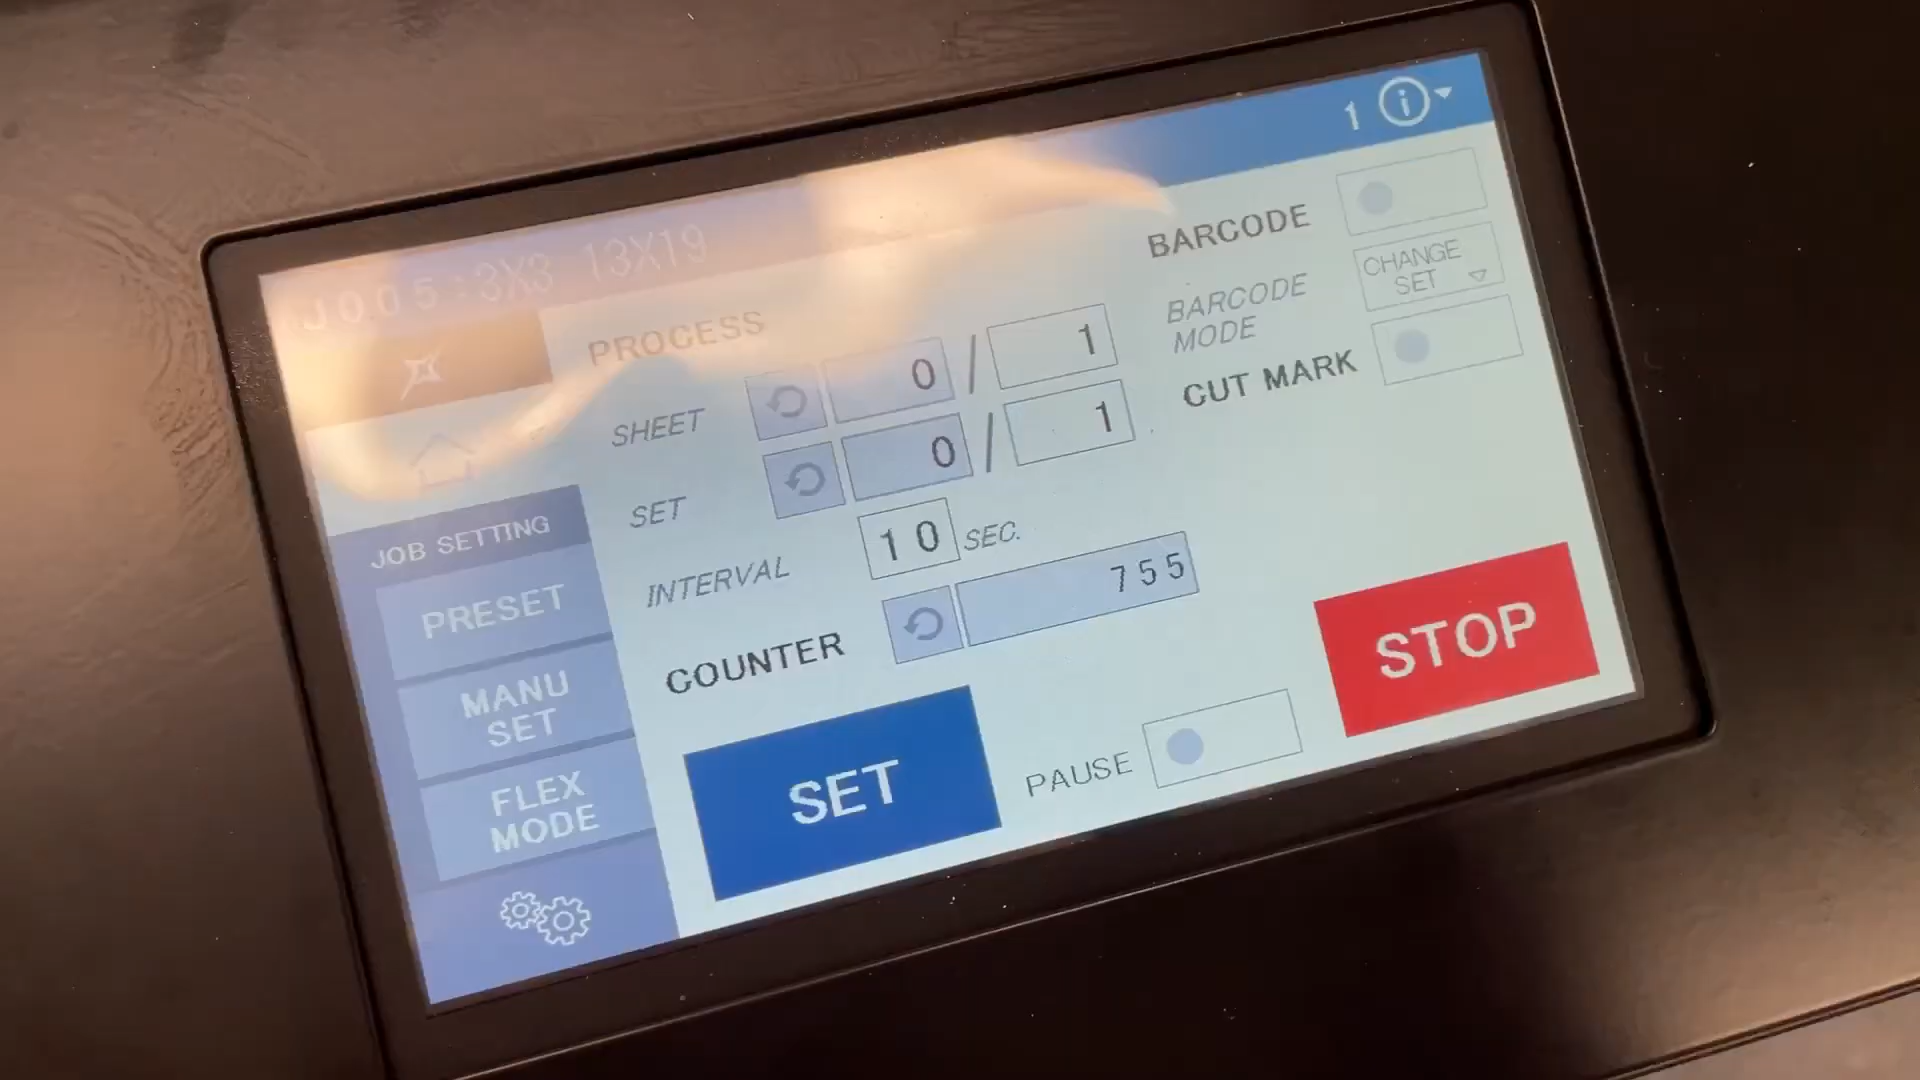 1 i
J005:3X3 13X19
PROCESS
SHEET 0 / 1
SET 0 / 1
INTERVAL 10 SEC.
COUNTER 755
BARCODE
BARCODE
MODE
CHANGE
SET
CUT MARK
JOB SETTING
PRESET
MANU
SET
FLEX
MODE
SET
PAUSE
STOP